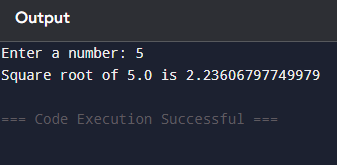 Output
Enter a number: 5
Square root of 5.0 is 2.23606797749979
=== Code Execution Successful ===